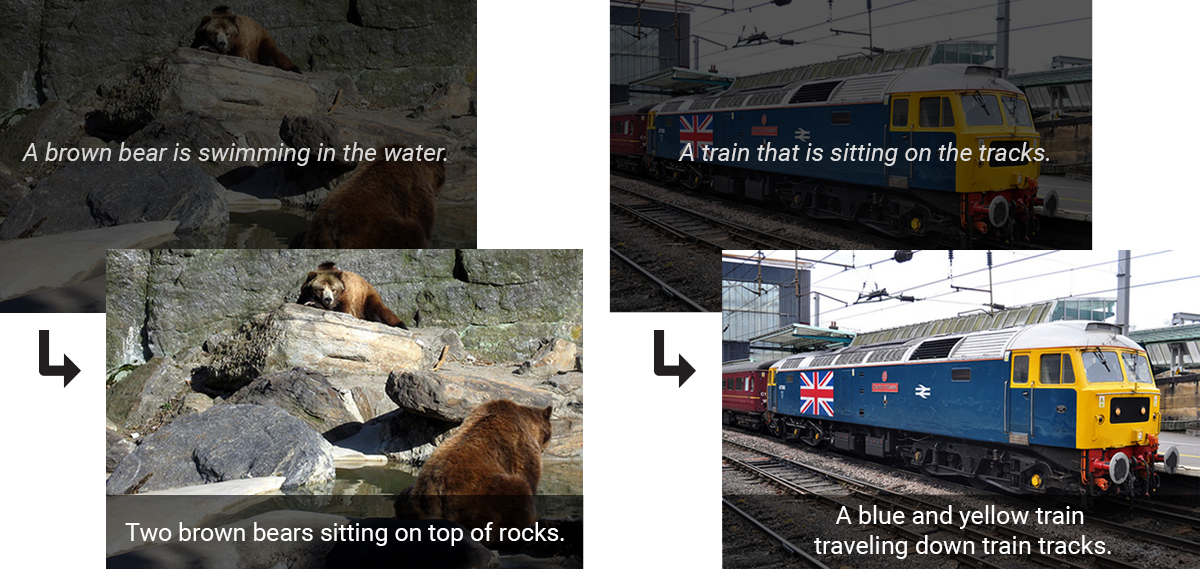 A brown bear is swimming in the water.
A train that is sitting on the tracks.
Two brown bears sitting on top of rocks.
A blue and yellow train
traveling down train tracks.